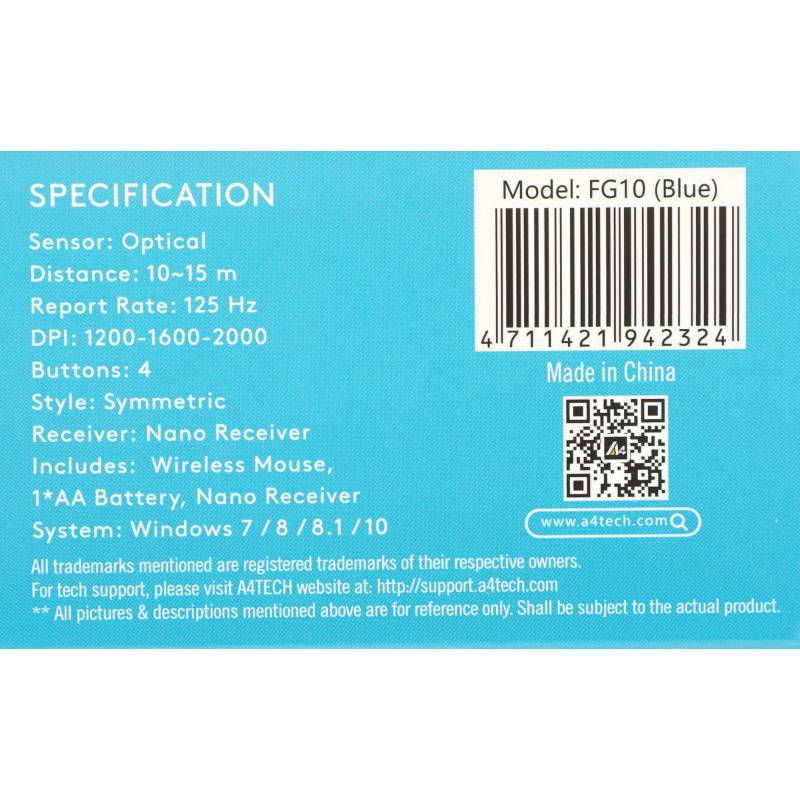 SPECIFICATION
Sensor: Optical
Distance: 10~15 m
Report Rate: 125 Hz
DPI: 1200-1600-2000
Buttons: 4
Style: Symmetric
Receiver: Nano Receiver
Includes: Wireless Mouse,
1*AA Battery, Nano Receiver
System: Windows 7 / 8 / 8.1 / 10
Model: FG10 (Blue)
4 711421 942324
Made in China
A4
www.a4tech.com
All trademarks mentioned are registered trademarks of their respective owners.
For tech support, please visit A4TECH website at: http://support.a4tech.com
** All pictures & descriptions mentioned above are for reference only. Shall be subject to the actual product.